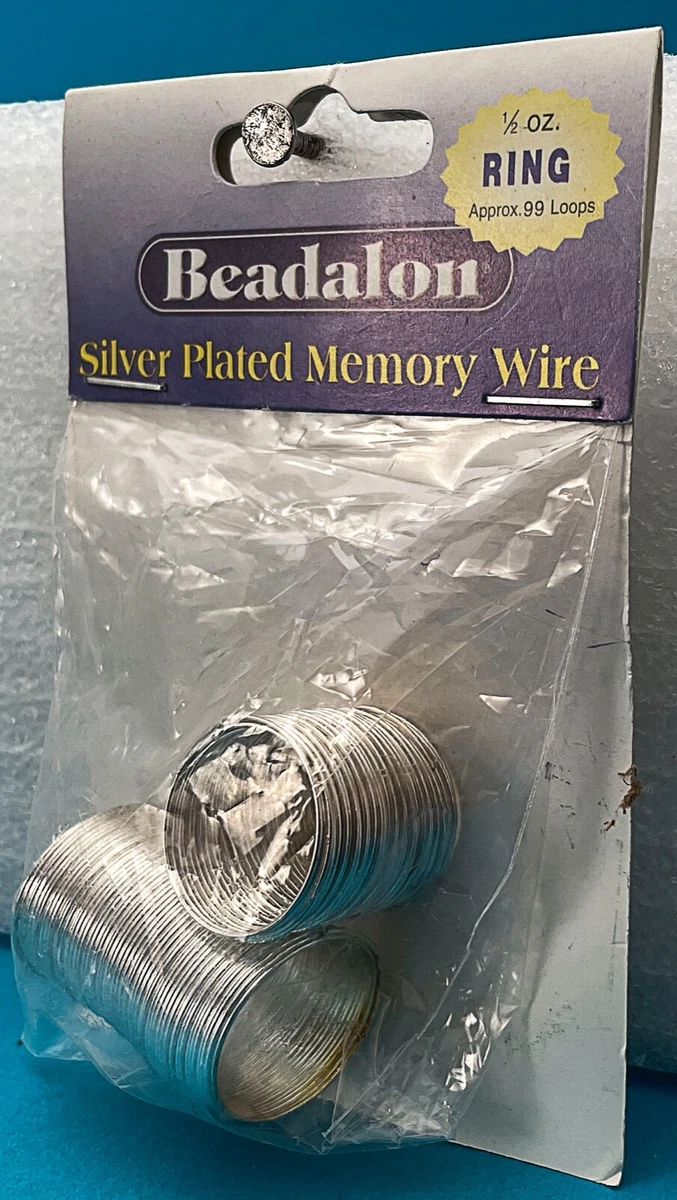 ½ OZ.
RING
Approx. 99 Loops
Beadalon®
Silver Plated Memory Wire